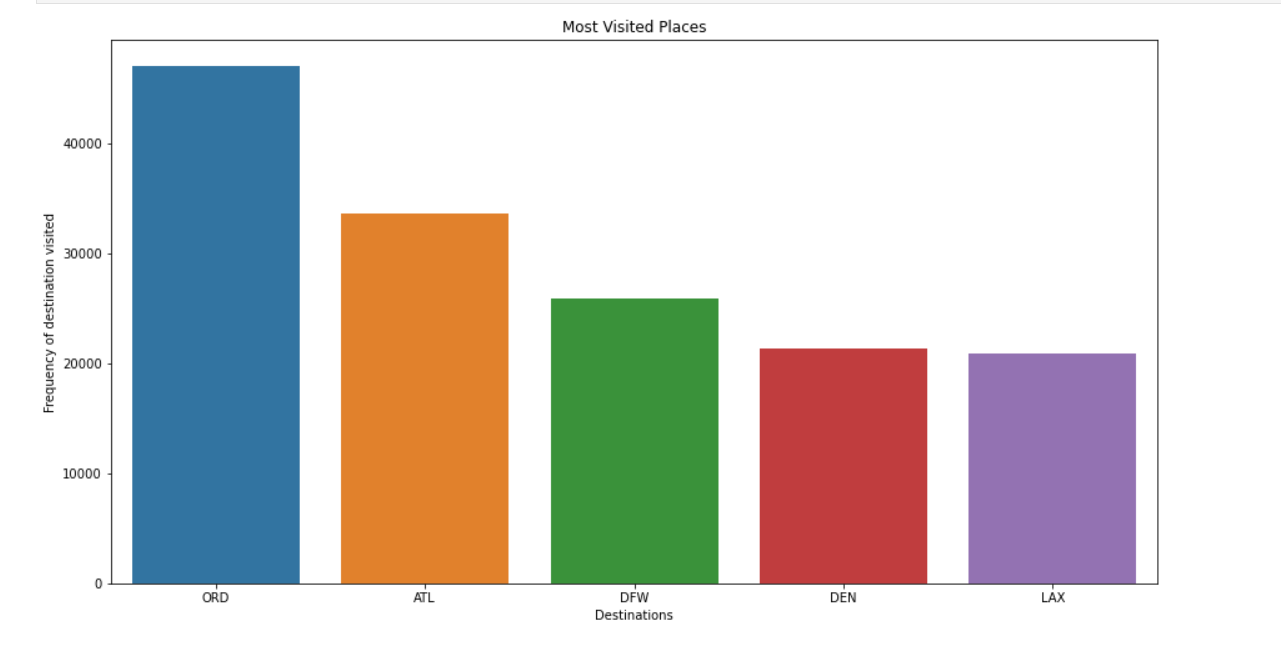 Most Visited Places
Frequency of destination visited
40000
30000
20000
10000
0
ORD ATL DFW DEN LAX
Destinations